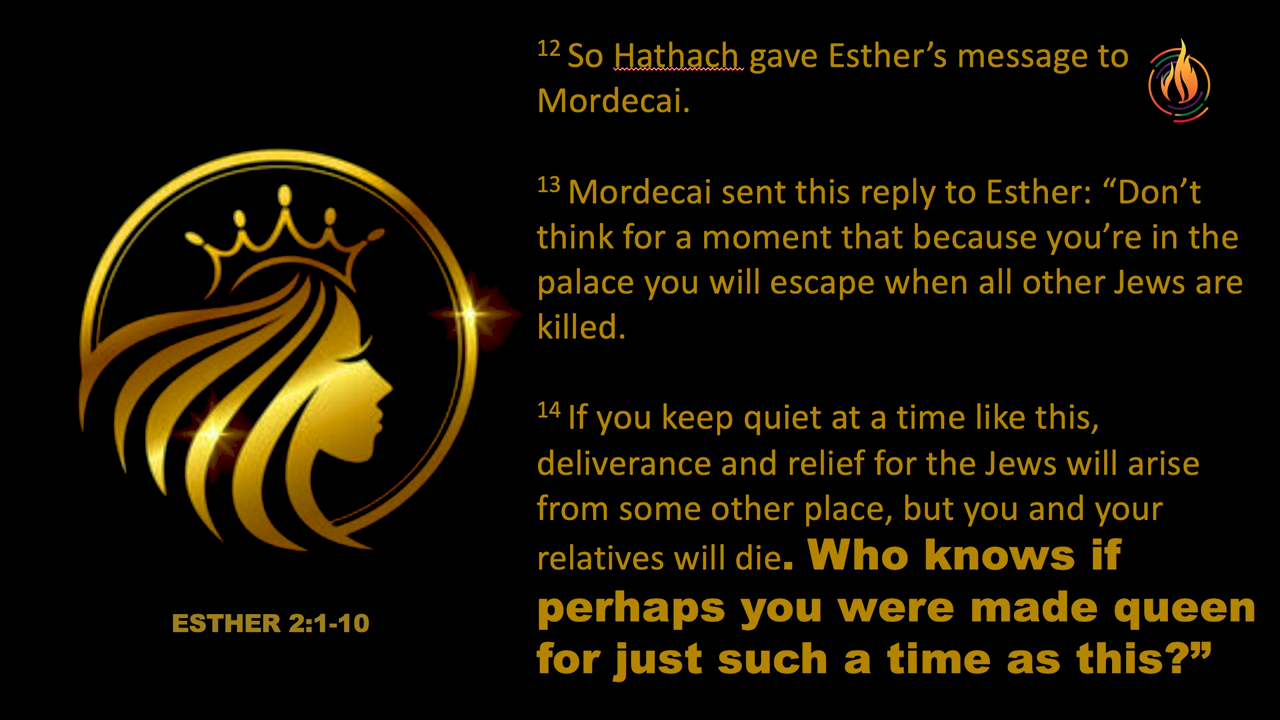 12 So Hathach gave Esther’s message to
Mordecai.
13 Mordecai sent this reply to Esther: “Don’t
think for a moment that because you’re in the
palace you will escape when all other Jews are
killed.
14 If you keep quiet at a time like this,
deliverance and relief for the Jews will arise
from some other place, but you and your
relatives will die. Who knows if
perhaps you were made queen
for just such a time as this?”
ESTHER 2:1-10